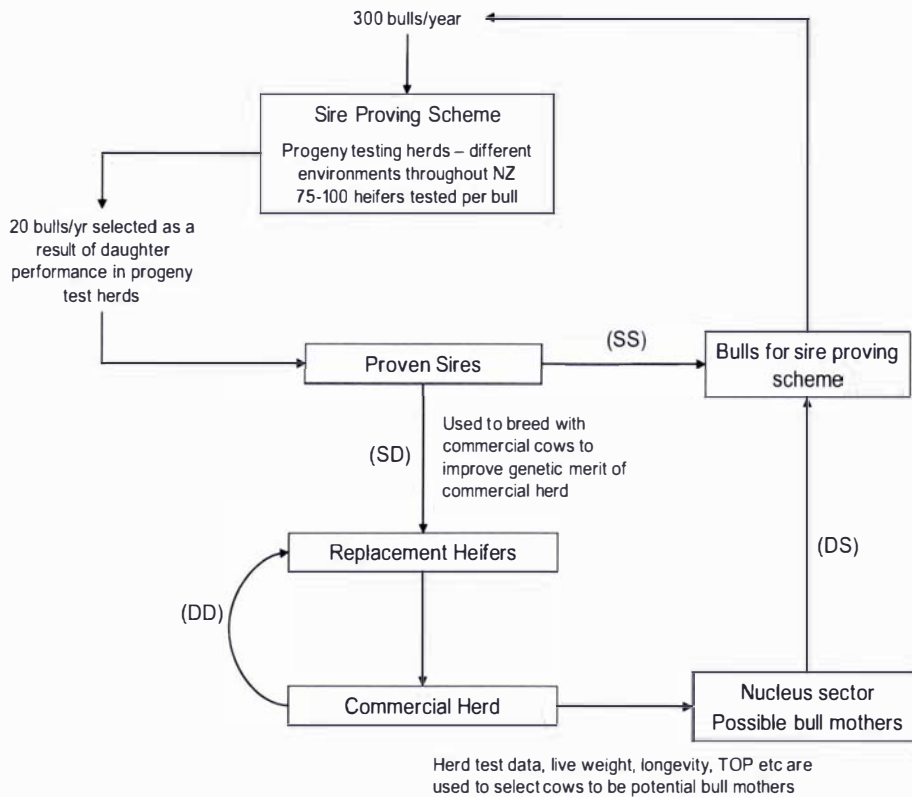 300 bulls/year
Sire Proving Scheme
Progeny testing herds – different
environments throughout NZ
75-100 heifers tested per bull
20 bulls/yr selected as a
result of daughter
performance in progeny
test herds
Proven Sires
(SS)
Bulls for sire proving
scheme
(SD)
Used to breed with
commercial cows to
improve genetic merit of
commercial herd
Replacement Heifers
(DS)
(DD)
Commercial Herd
Nucleus sector
Possible bull mothers
Herd test data, live weight, longevity, TOP etc are
used to select cows to be potential bull mothers